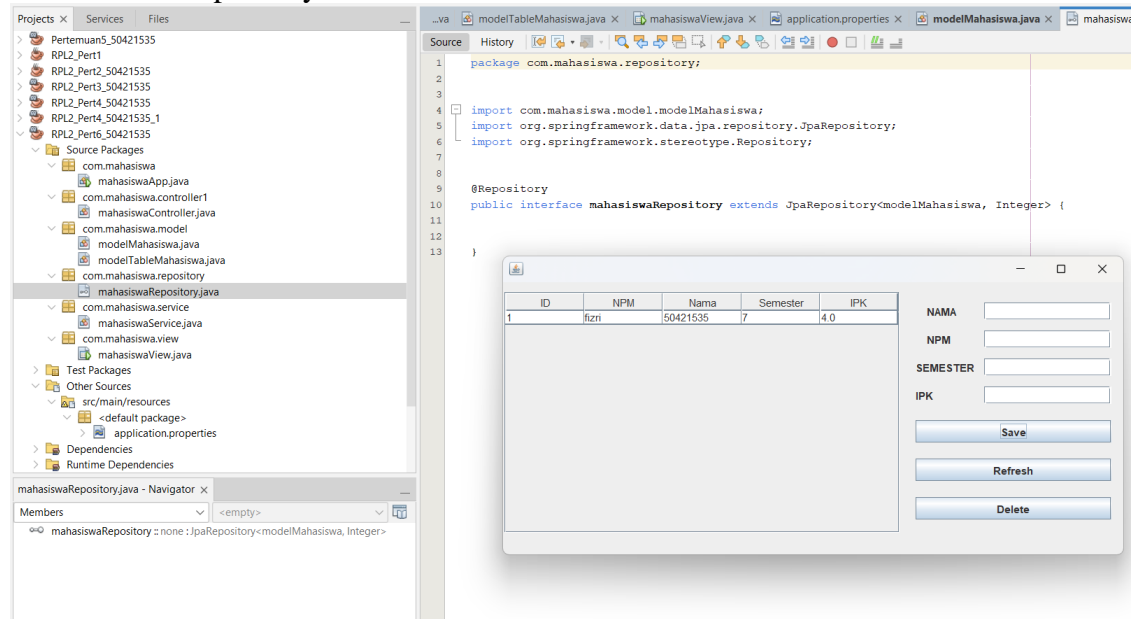 Projects × Services Files
Pertemuan5_50421535
RPL2_Pert1
RPL2_Pert2_50421535
RPL2_Pert3_50421535
RPL2_Pert4_50421535
RPL2_Pert4_50421535_1
RPL2_Pert6_50421535
Source Packages
com.mahasiswa
mahasiswaApp.java
com.mahasiswa.controller1
mahasiswaController.java
com.mahasiswa.model
modelMahasiswa.java
modelTableMahasiswa.java
com.mahasiswa.repository
mahasiswaRepository.java
com.mahasiswa.service
mahasiswaService.java
com.mahasiswa.view
mahasiswaView.java
Test Packages
Other Sources
src/main/resources
<default package>
application.properties
Dependencies
Runtime Dependencies
mahasiswaRepository.java - Navigator ×
Members <empty>
mahasiswaRepository :: none : JpaRepository<modelMahasiswa, Integer>
...va modelTableMahasiswa.java × mahasiswaView.java × application.properties × modelMahasiswa.java × mahasiswa
Source History
1 package com.mahasiswa.repository;
2
3
4 import com.mahasiswa.model.modelMahasiswa;
5 import org.springframework.data.jpa.repository.JpaRepository;
6 import org.springframework.stereotype.Repository;
7
8
9 @Repository
10 public interface mahasiswaRepository extends JpaRepository<modelMahasiswa, Integer> {
11
12
13 }
ID NPM Nama Semester IPK
1 fizri 50421535 7 4.0
NAMA
NPM
SEMESTER
IPK
Save
Refresh
Delete